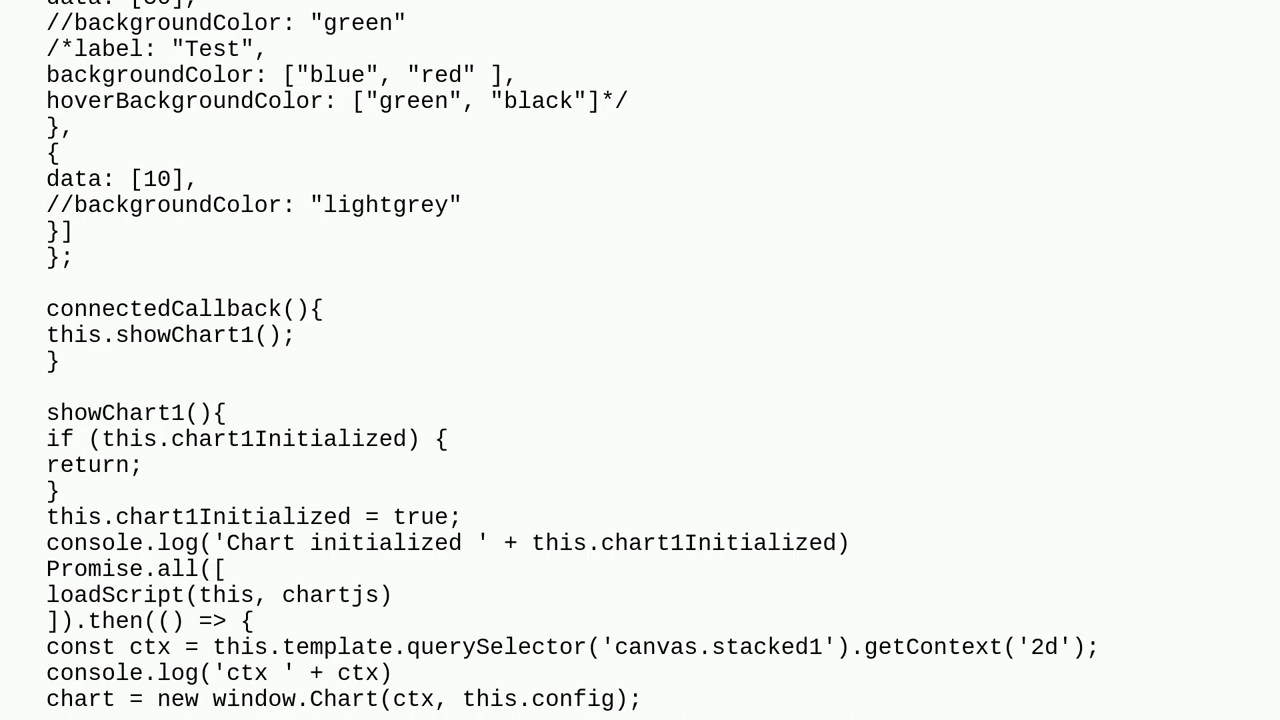 data: [30],
//backgroundColor: "green"
/*label: "Test",
backgroundColor: ["blue", "red" ],
hoverBackgroundColor: ["green", "black"]*/
},
{
data: [10],
//backgroundColor: "lightgrey"
}]
};

connectedCallback(){
this.showChart1();
}

showChart1(){
if (this.chart1Initialized) {
return;
}
this.chart1Initialized = true;
console.log('Chart initialized ' + this.chart1Initialized)
Promise.all([
loadScript(this, chartjs)
]).then(() => {
const ctx = this.template.querySelector('canvas.stacked1').getContext('2d');
console.log('ctx ' + ctx)
chart = new window.Chart(ctx, this.config);